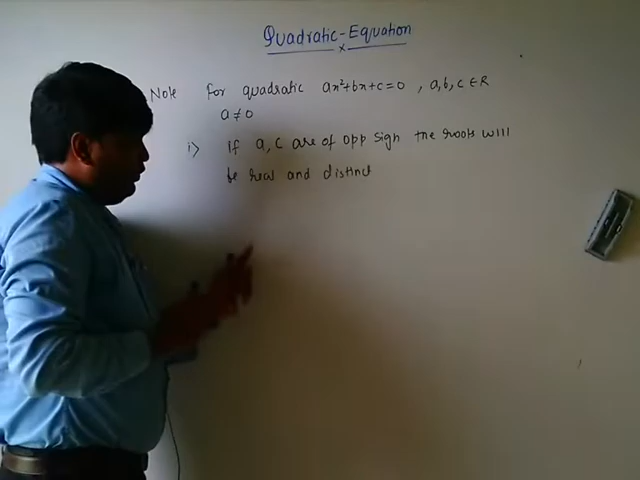 Quadratic-Equation
x
Note for quadratic ax²+bx+c=0 , a,b,c ∈ R
a≠0
i> if a, c are of opp sign the roots will
be real and distinct